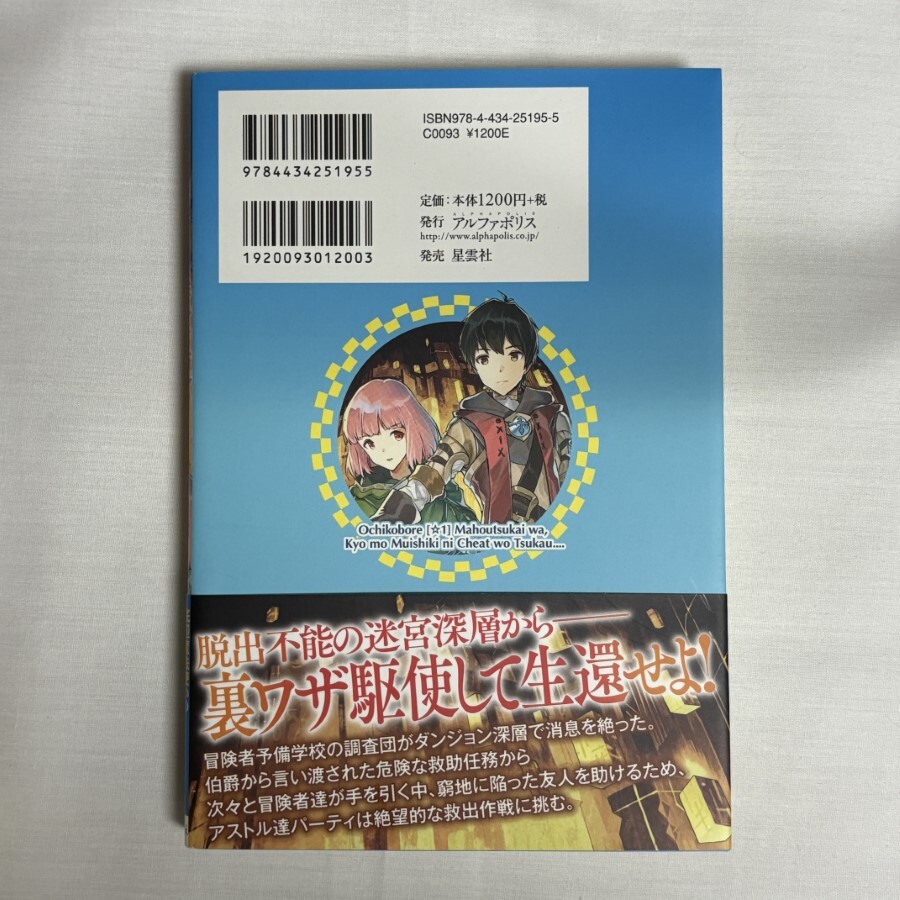 ISBN978-4-434-25195-5
C0093 ¥1200E
9784434251955
定価：本体1200円+税
ALPHAPOLIS
発行 アルファポリス
http://www.alphapolis.co.jp/
発売 星雲社
1920093012003
Ochikobore [☆1] Mahoutsukai wa,
Kyo mo Muishiki ni Cheat wo Tsukau....
脱出不能の迷宮深層から――
裏ワザ駆使して生還せよ！
冒険者予備学校の調査団がダンジョン深層で消息を絶った。
伯爵から言い渡された危険な救助任務から、
次々と冒険者達が手を引く中、窮地に陥った友人を助けるため、
アストル達パーティは絶望的な救出作戦に挑む。